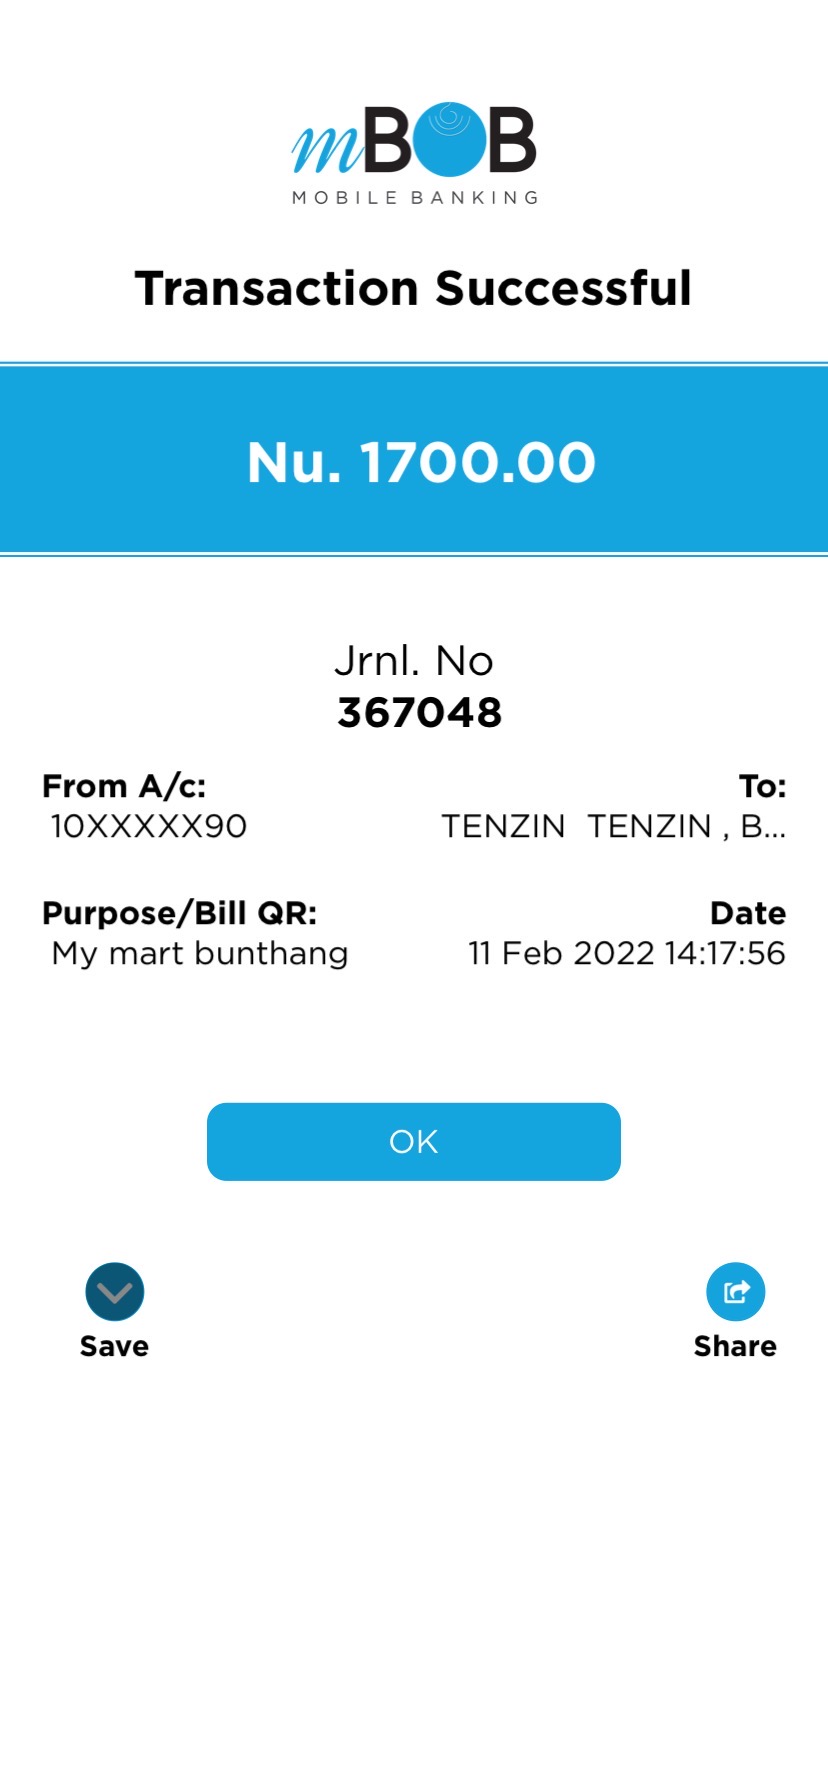 mBOB
MOBILE BANKING
Transaction Successful
Nu. 1700.00
Jrnl. No
367048
From A/c:
10XXXXX90
To:
TENZIN TENZIN , B...
Purpose/Bill QR:
My mart bunthang
Date
11 Feb 2022 14:17:56
OK
Save
Share